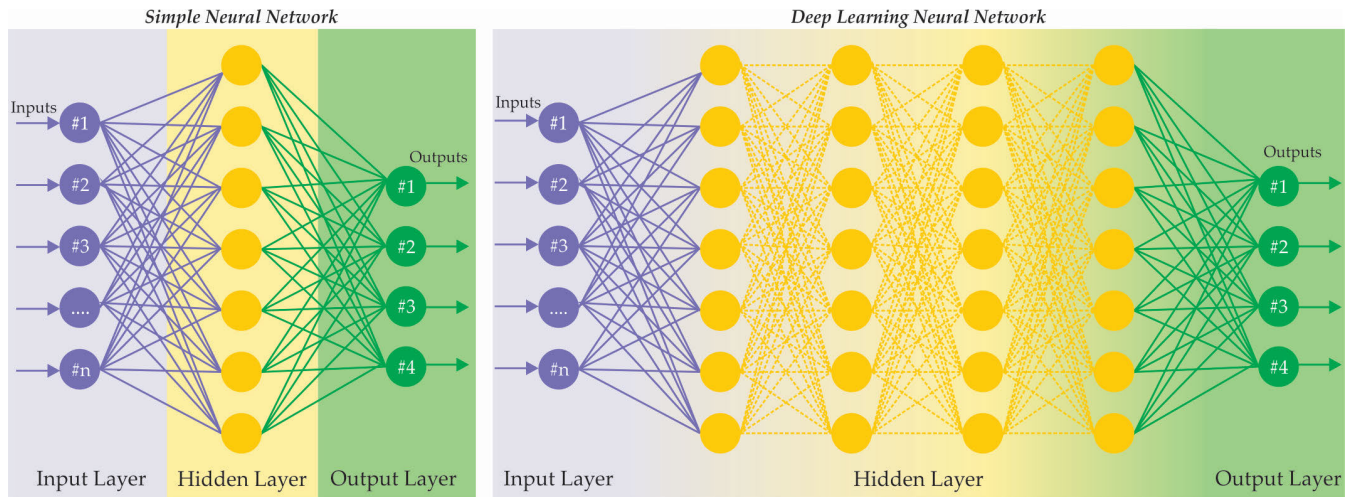 Simple Neural Network
Inputs
#1
#2
#3
....
#n
Outputs
#1
#2
#3
#4
Input Layer
Hidden Layer
Output Layer
Deep Learning Neural Network
Inputs
#1
#2
#3
....
#n
Outputs
#1
#2
#3
#4
Input Layer
Hidden Layer
Output Layer